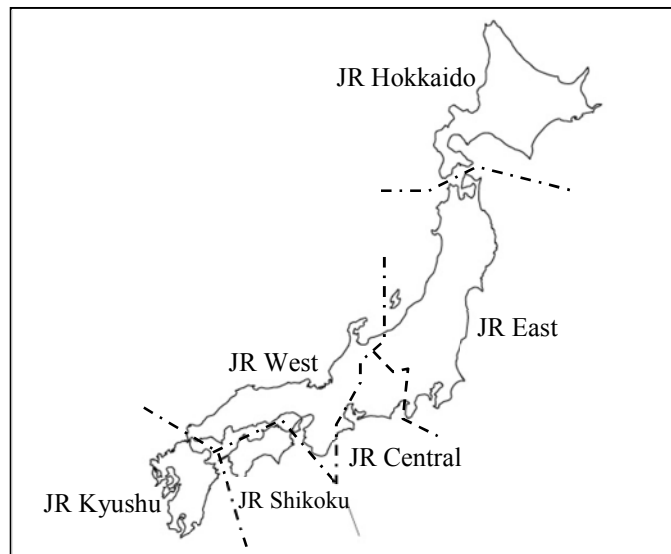 JR Hokkaido
JR East
JR West
JR Central
JR Kyushu
JR Shikoku